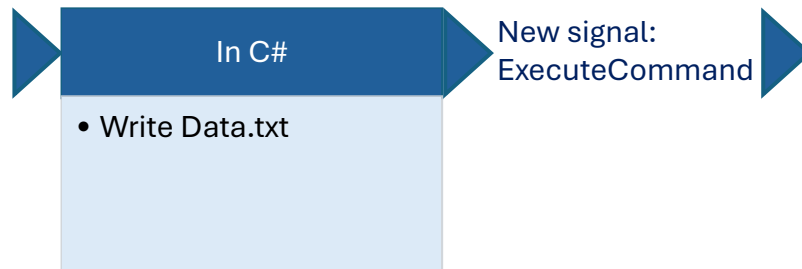 In C#
• Write Data.txt
New signal:
ExecuteCommand